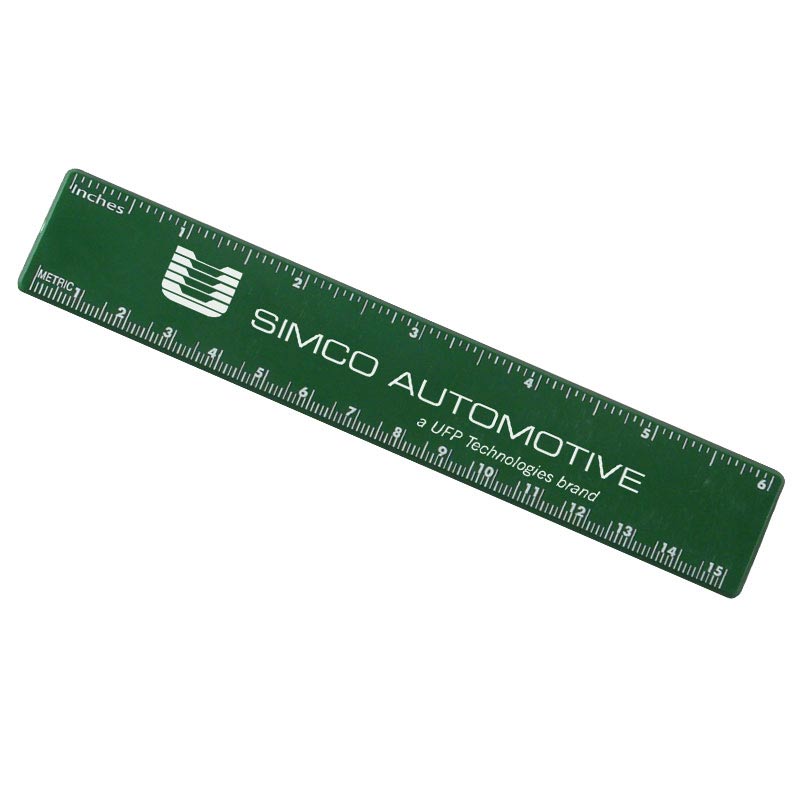 Inches
1 2 3 4 5 6
SIMCO AUTOMOTIVE
a UFP Technologies brand
METRIC 1 2 3 4 5 6 7 8 9 10 11 12 13 14 15